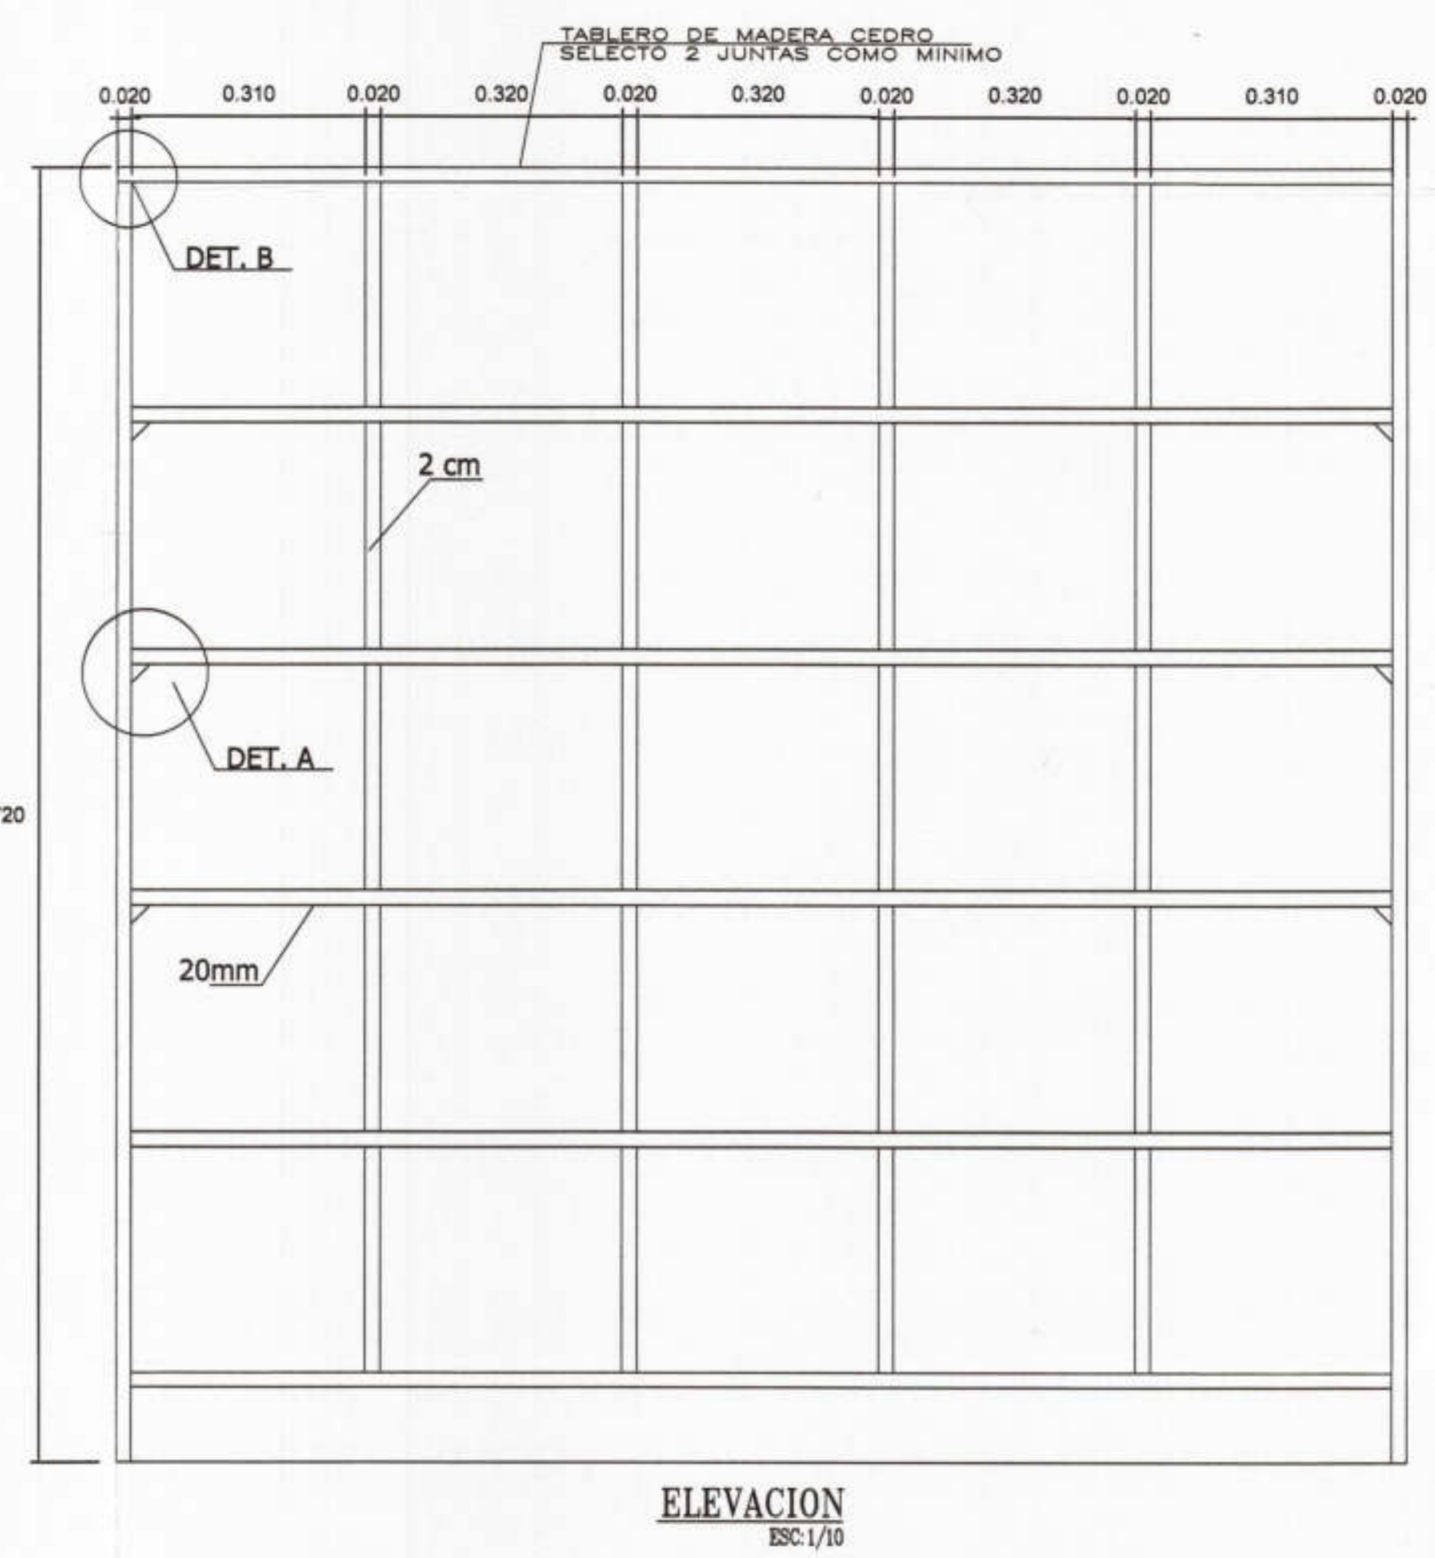 TABLERO DE MADERA CEDRO
SELECTO 2 JUNTAS COMO MINIMO
0.020 0.310 0.020 0.320 0.020 0.320 0.020 0.320 0.020 0.310 0.020
DET. B
2 cm
DET. A
20
20mm
ELEVACION
ESC: 1/10